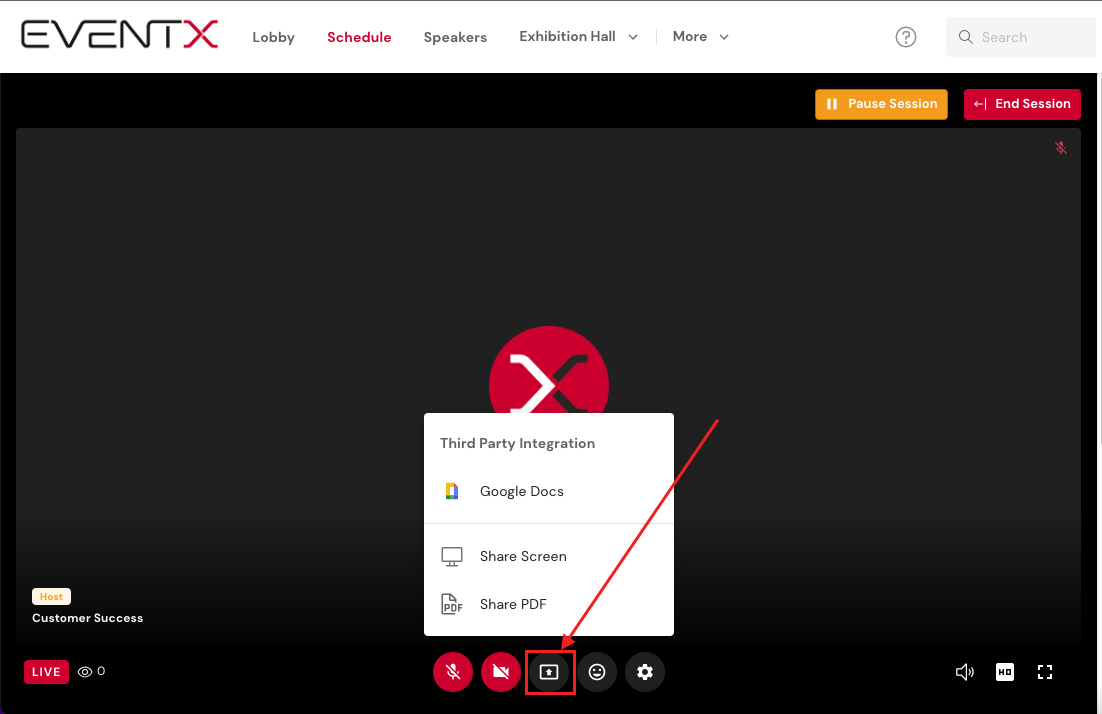 EVENTX
Lobby
Schedule
Speakers
Exhibition Hall
More
Search
Pause Session
End Session
Third Party Integration
Google Docs
Share Screen
PDF
Share PDF
Host
Customer Success
LIVE
0
HD